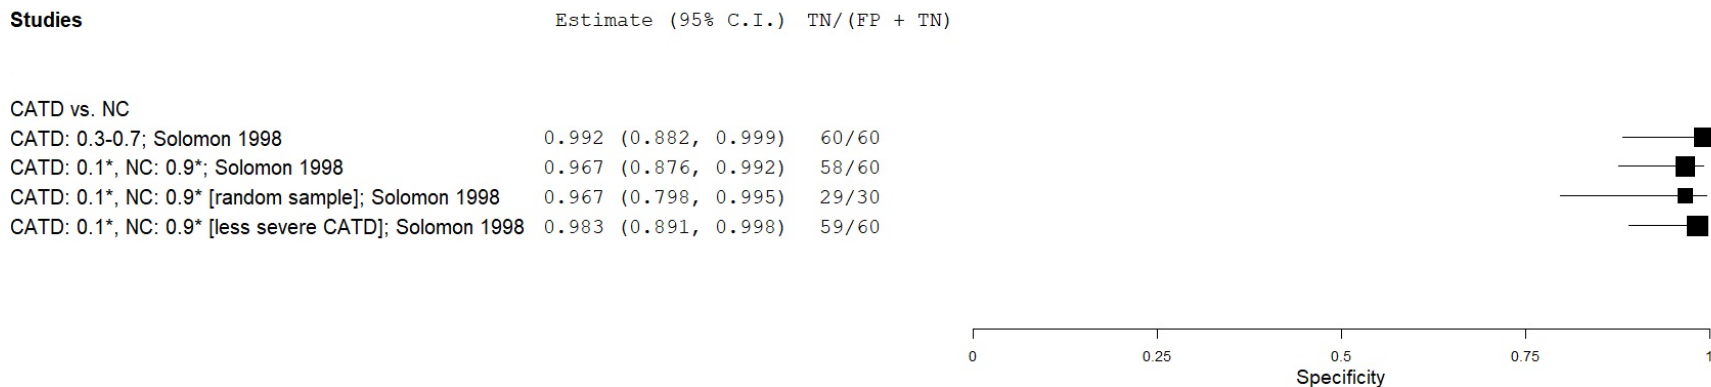 Studies Estimate (95% C.I.) TN/(FP + TN)
CATD vs. NC
CATD: 0.3-0.7; Solomon 1998 0.992 (0.882, 0.999) 60/60
CATD: 0.1*, NC: 0.9*; Solomon 1998 0.967 (0.876, 0.992) 58/60
CATD: 0.1*, NC: 0.9* [random sample]; Solomon 1998 0.967 (0.798, 0.995) 29/30
CATD: 0.1*, NC: 0.9* [less severe CATD]; Solomon 1998 0.983 (0.891, 0.998) 59/60
0 0.25 0.5 0.75 1
Specificity